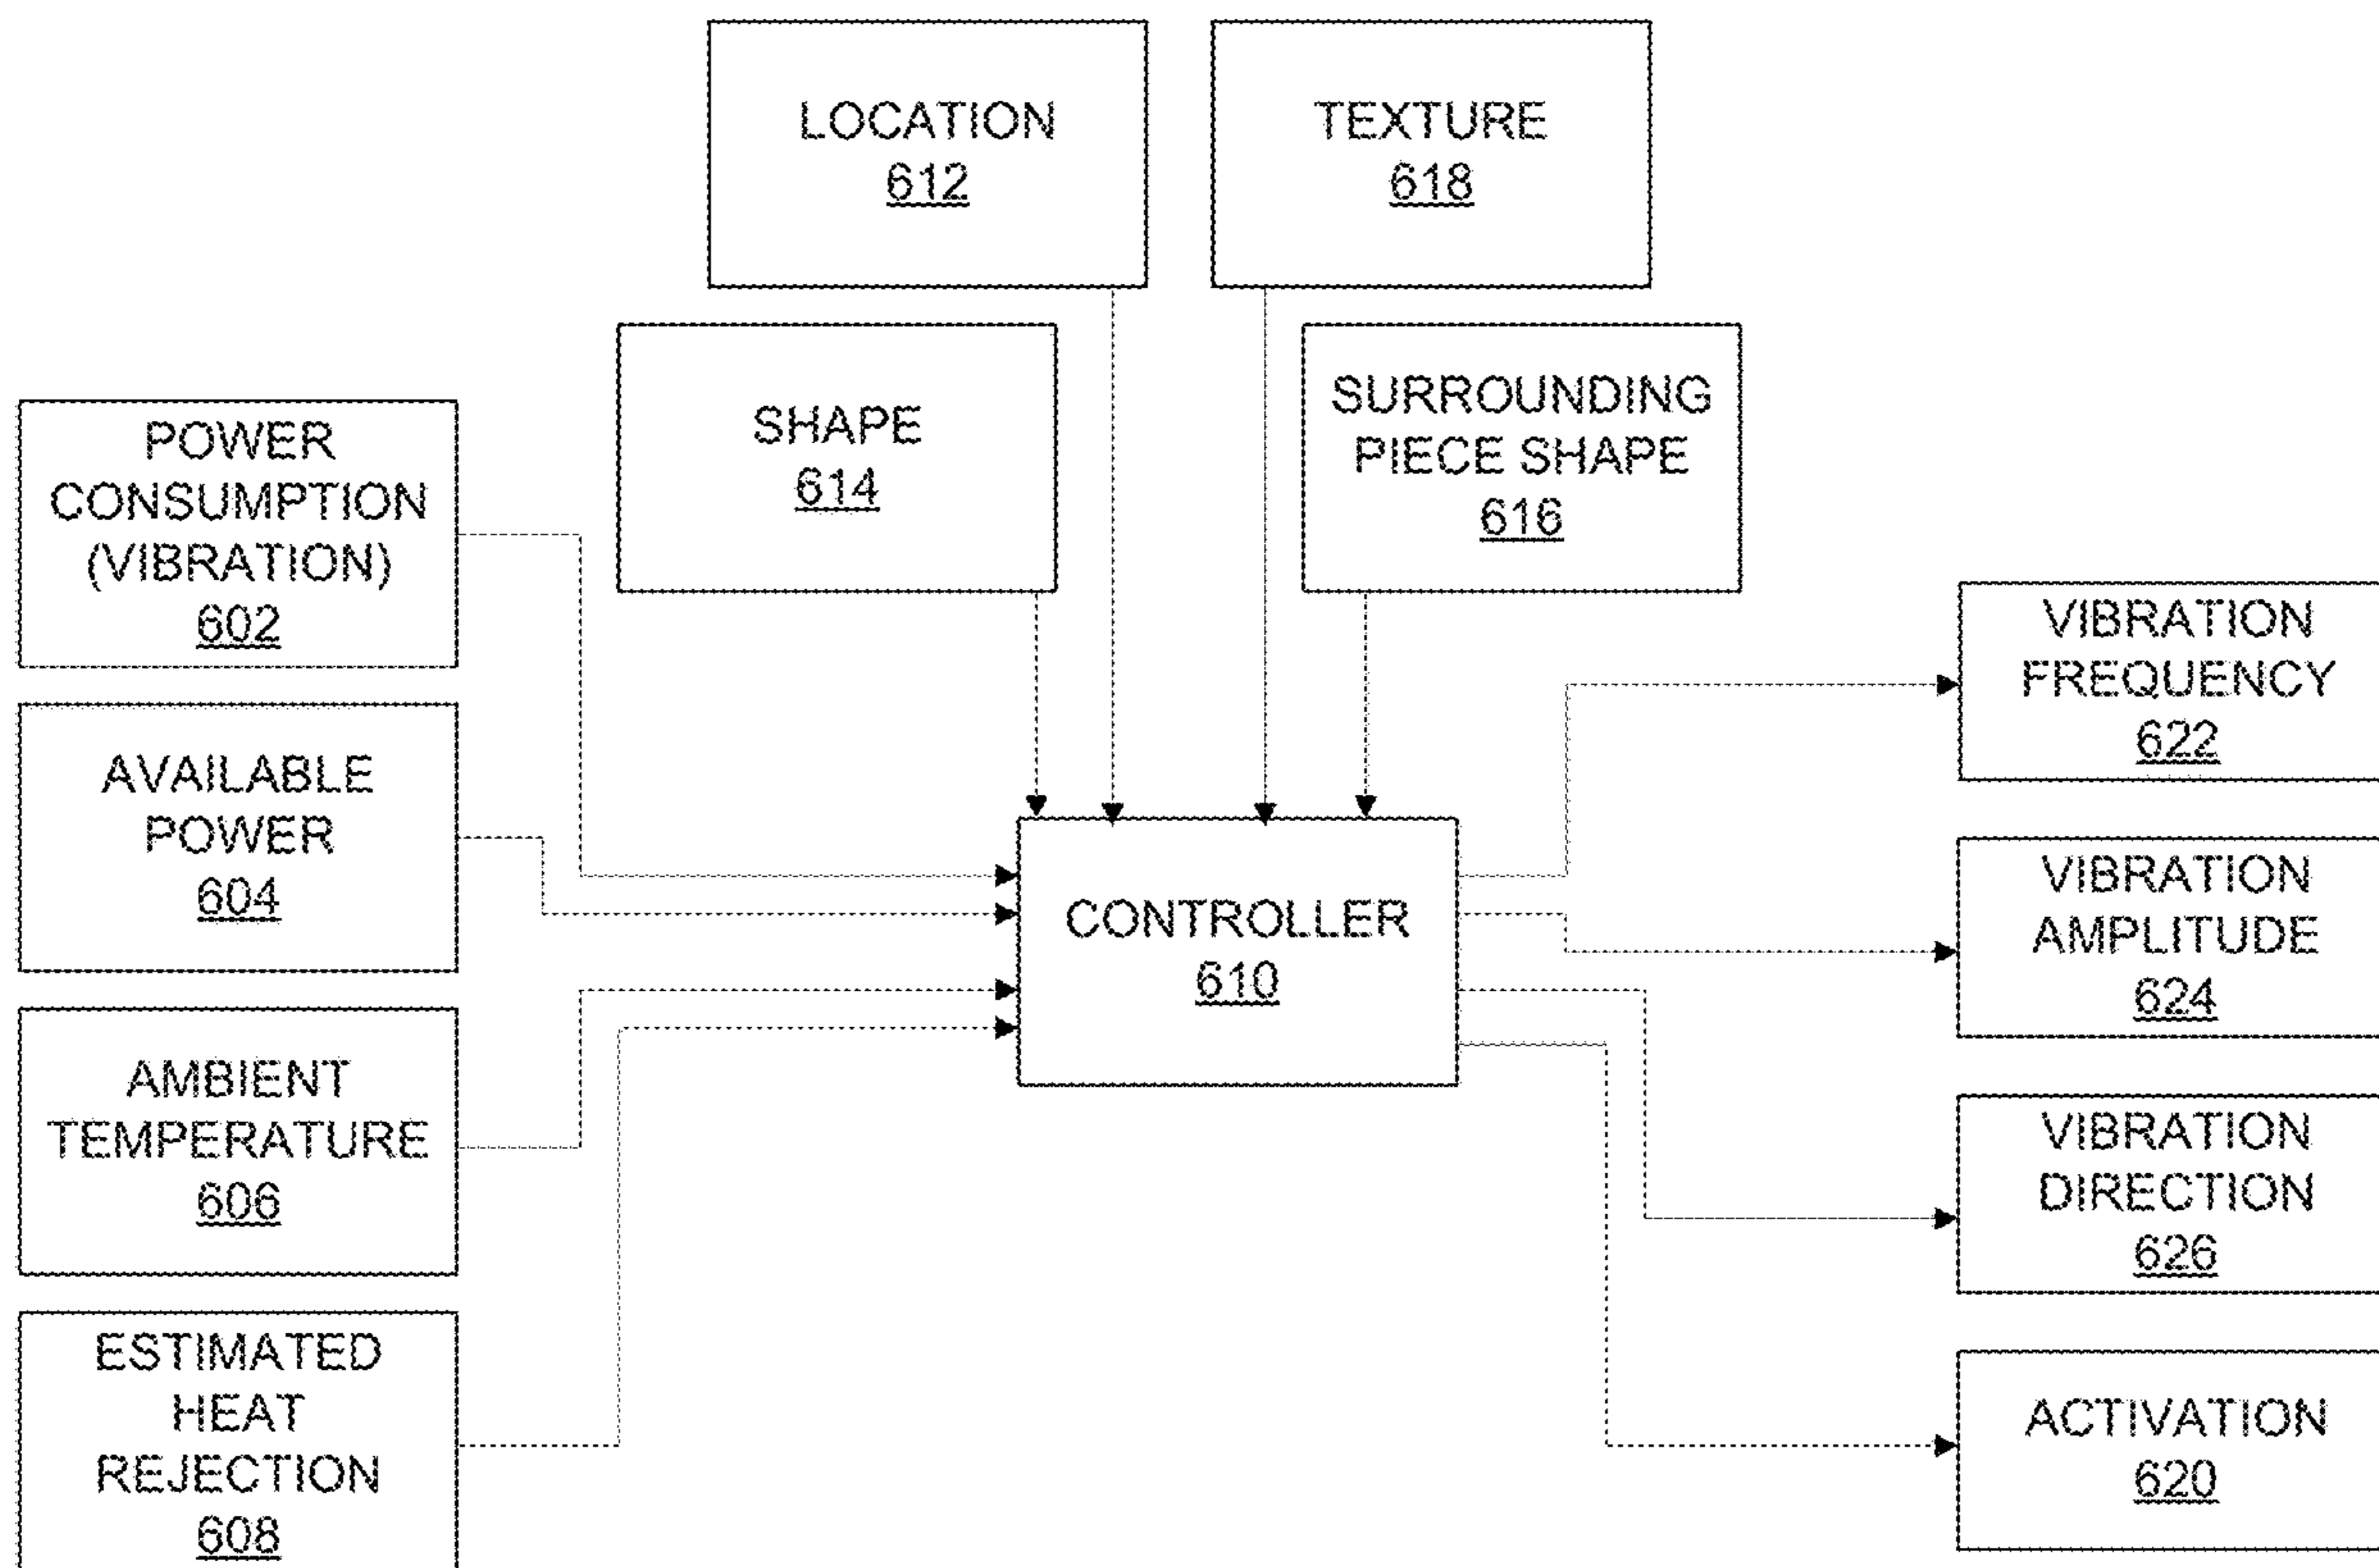 LOCATION
612
TEXTURE
618
SHAPE
614
SURROUNDING
PIECE SHAPE
616
POWER
CONSUMPTION
(VIBRATION)
602
AVAILABLE
POWER
604
AMBIENT
TEMPERATURE
606
ESTIMATED
HEAT
REJECTION
608
CONTROLLER
610
VIBRATION
FREQUENCY
622
VIBRATION
AMPLITUDE
624
VIBRATION
DIRECTION
626
ACTIVATION
620